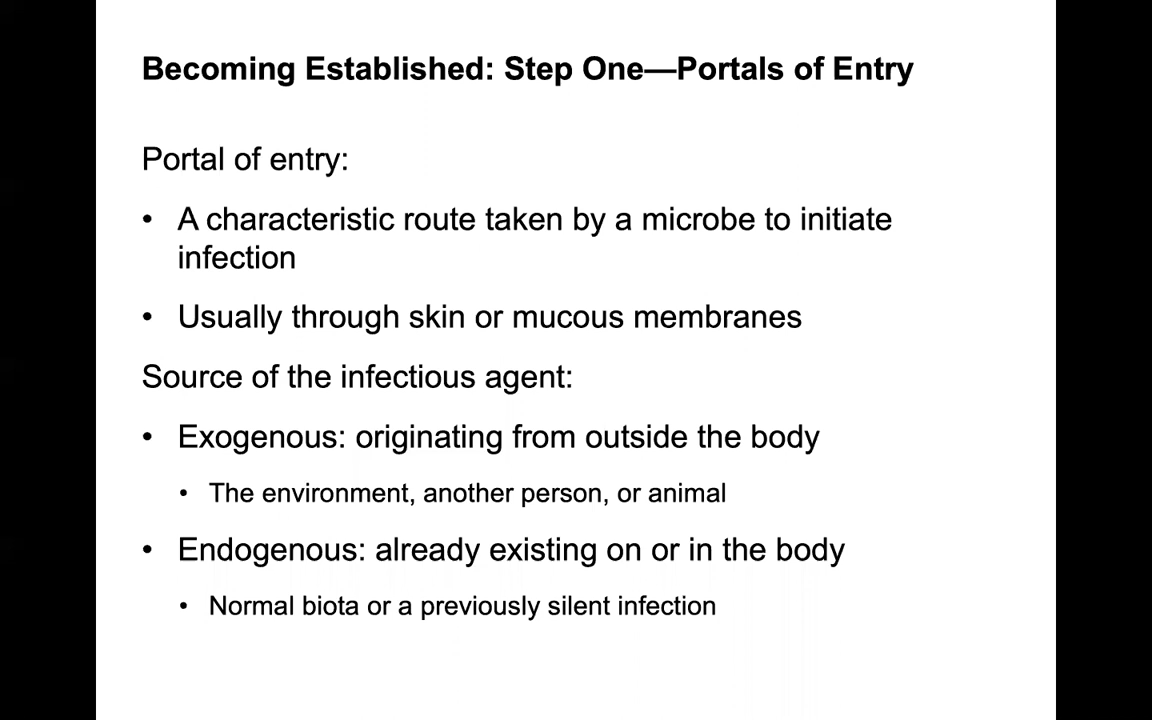 Becoming Established: Step One—Portals of Entry
Portal of entry:
• A characteristic route taken by a microbe to initiate
infection
• Usually through skin or mucous membranes
Source of the infectious agent:
• Exogenous: originating from outside the body
• The environment, another person, or animal
• Endogenous: already existing on or in the body
• Normal biota or a previously silent infection